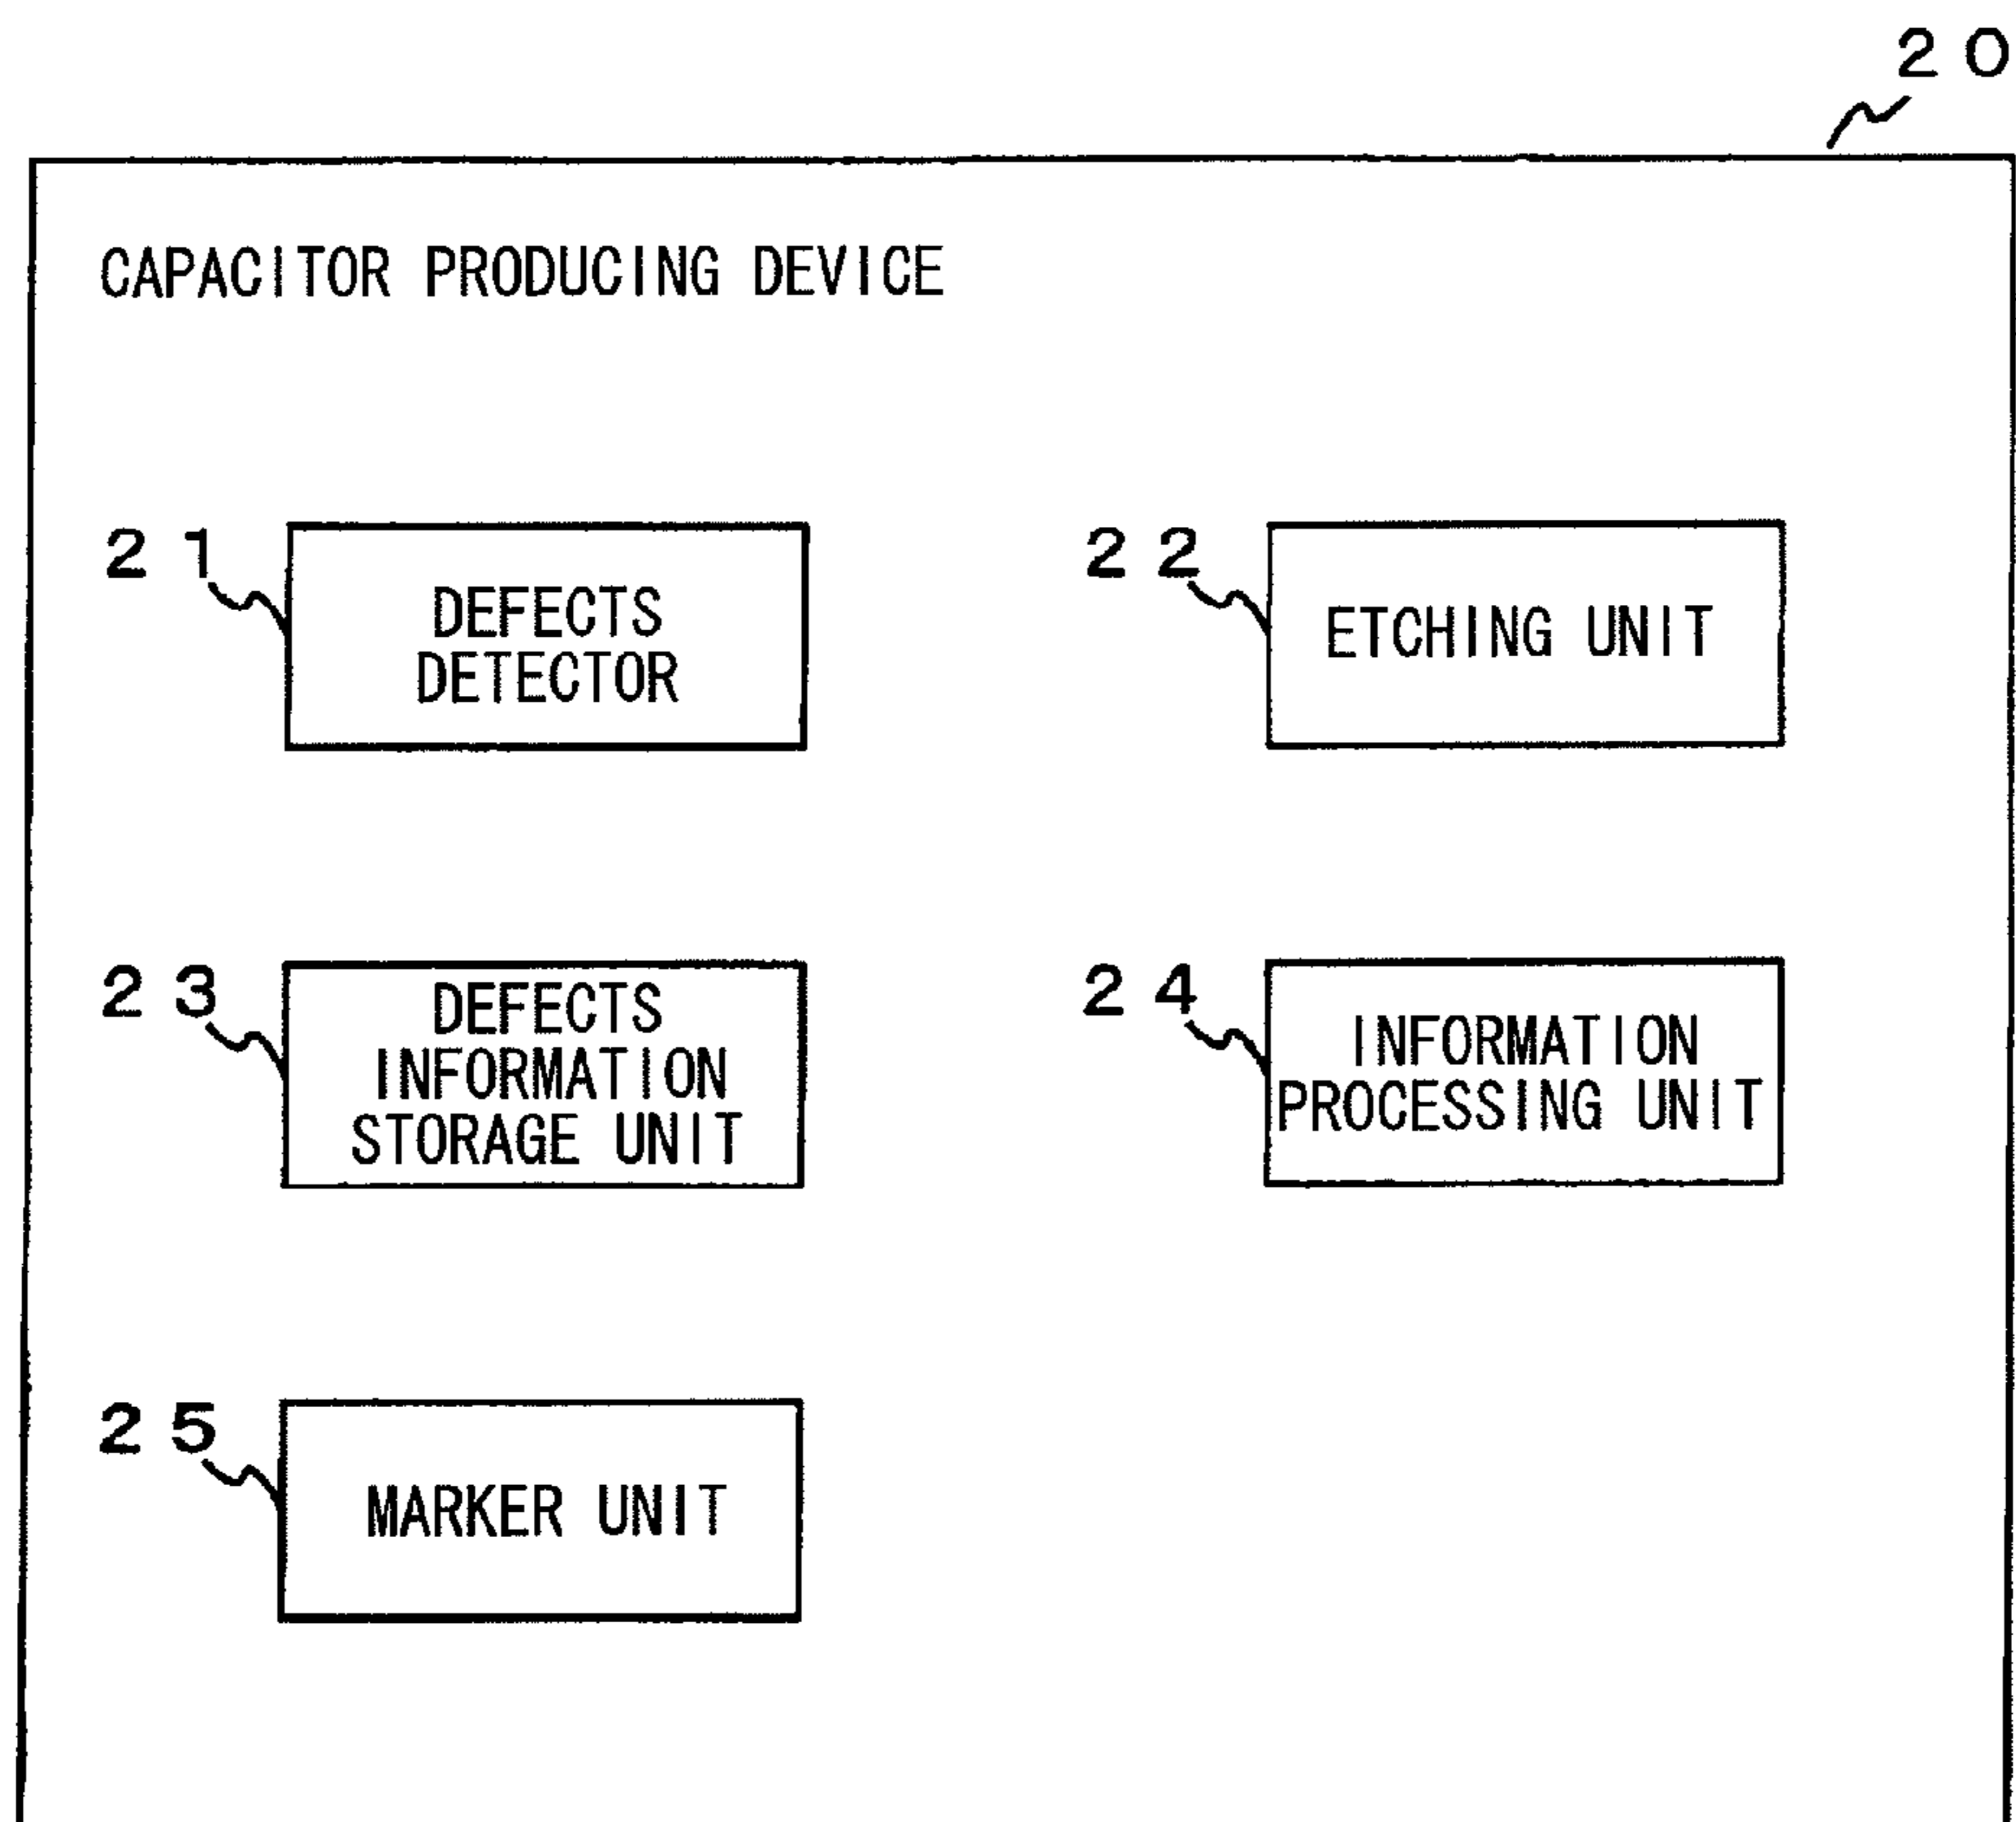 20
CAPACITOR PRODUCING DEVICE
21
DEFECTS
DETECTOR
22
ETCHING UNIT
23
DEFECTS
INFORMATION
STORAGE UNIT
24
INFORMATION
PROCESSING UNIT
25
MARKER UNIT